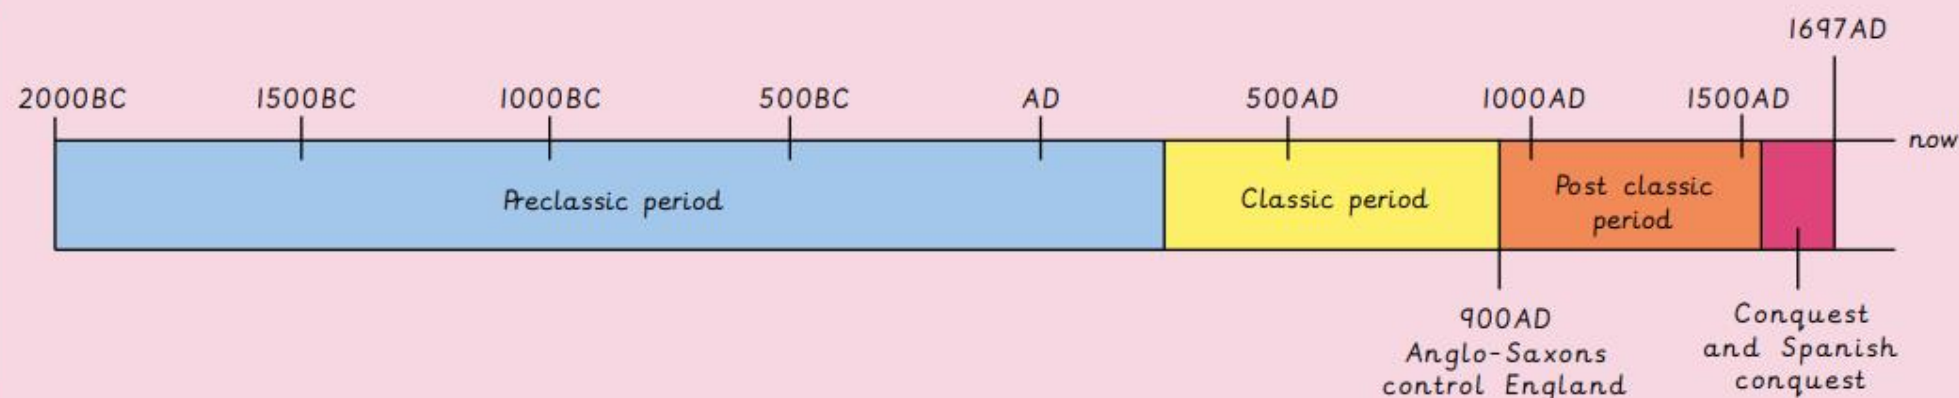 1697AD
2000BC 1500BC 1000BC 500BC AD 500AD 1000AD 1500AD
now
Preclassic period
Classic period
Post classic
period
900AD
Anglo-Saxons
control England
Conquest
and Spanish
conquest